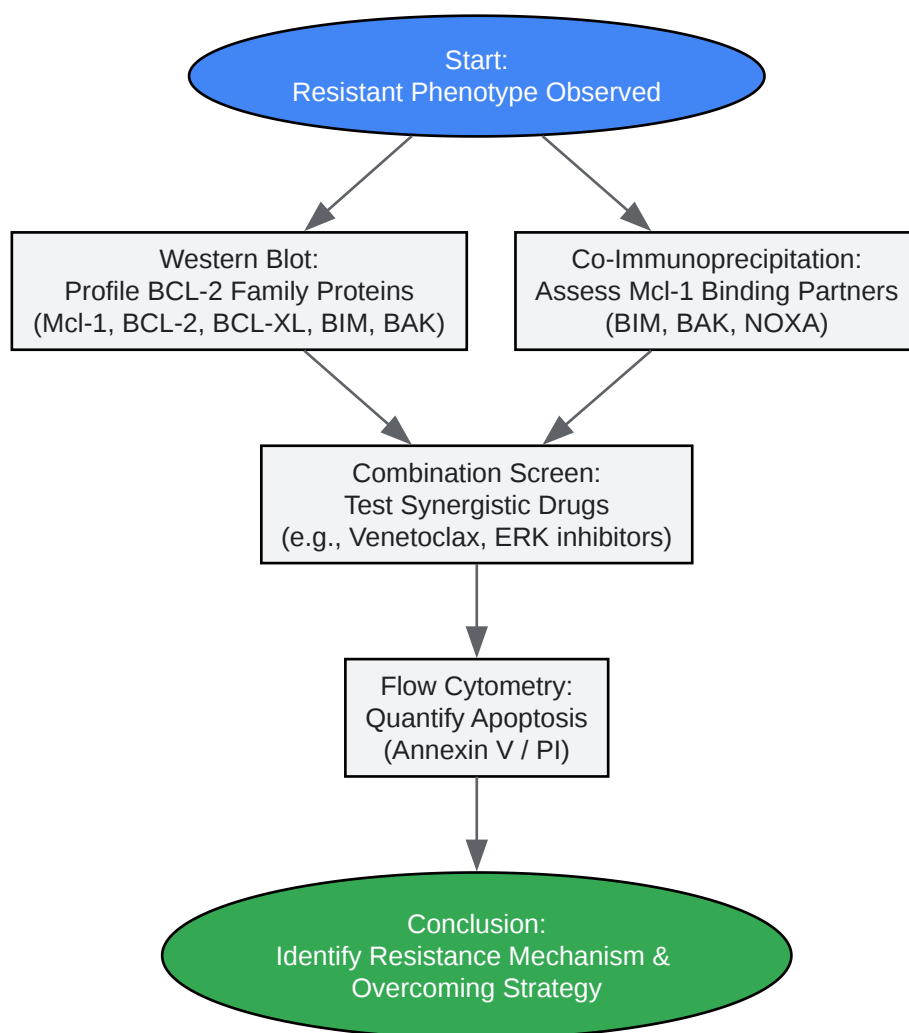 Start:
Resistant Phenotype Observed
Western Blot:
Profile BCL-2 Family Proteins
(Mcl-1, BCL-2, BCL-XL, BIM, BAK)
Co-Immunoprecipitation:
Assess Mcl-1 Binding Partners
(BIM, BAK, NOXA)
Combination Screen:
Test Synergistic Drugs
(e.g., Venetoclax, ERK inhibitors)
Flow Cytometry:
Quantify Apoptosis
(Annexin V / PI)
Conclusion:
Identify Resistance Mechanism &
Overcoming Strategy